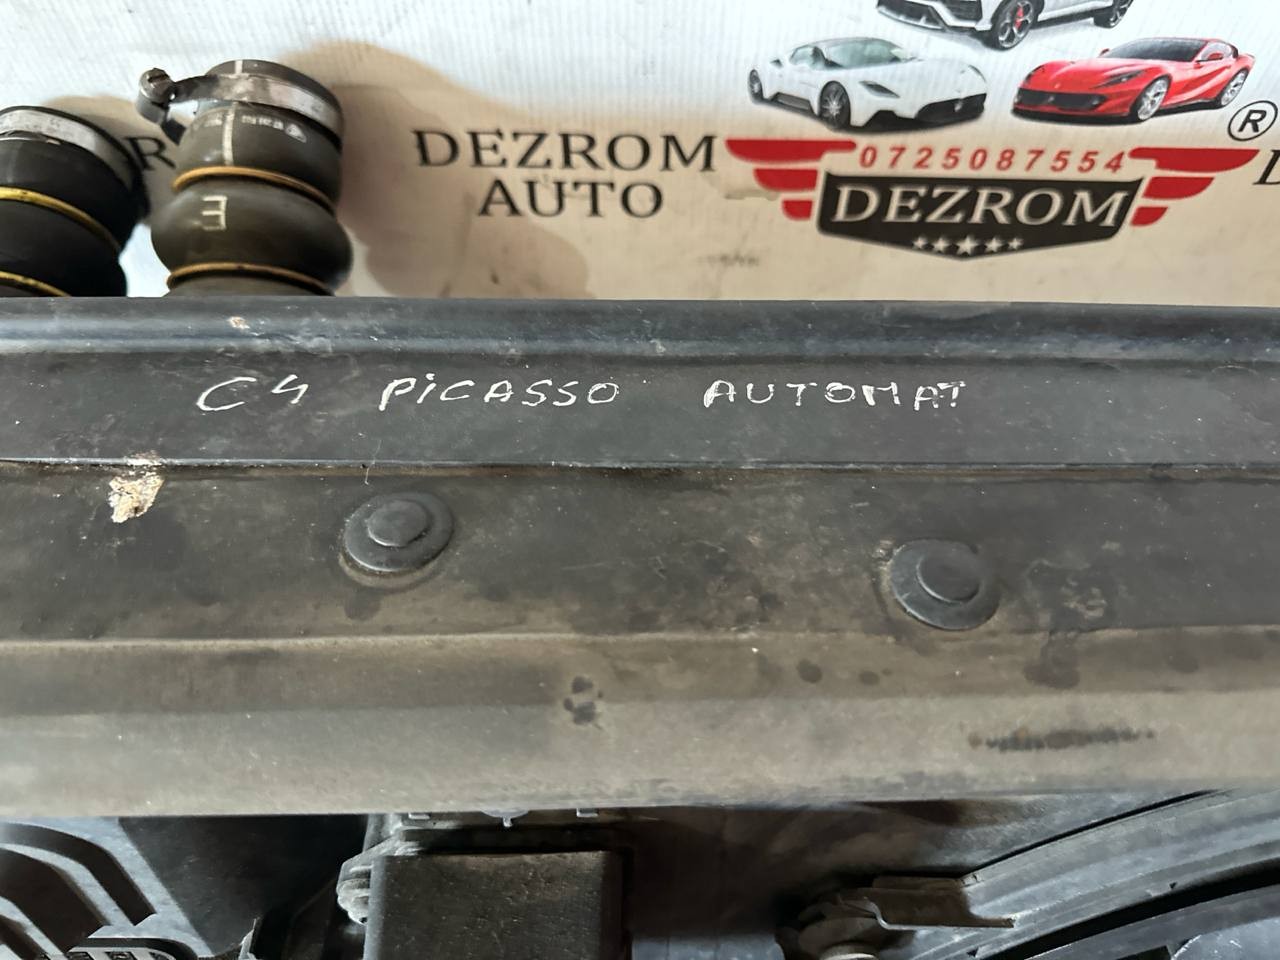 DEZROM
AUTO
0725087554
DEZROM
®
D
R
E
C4 PiCASSO AUTOMAT